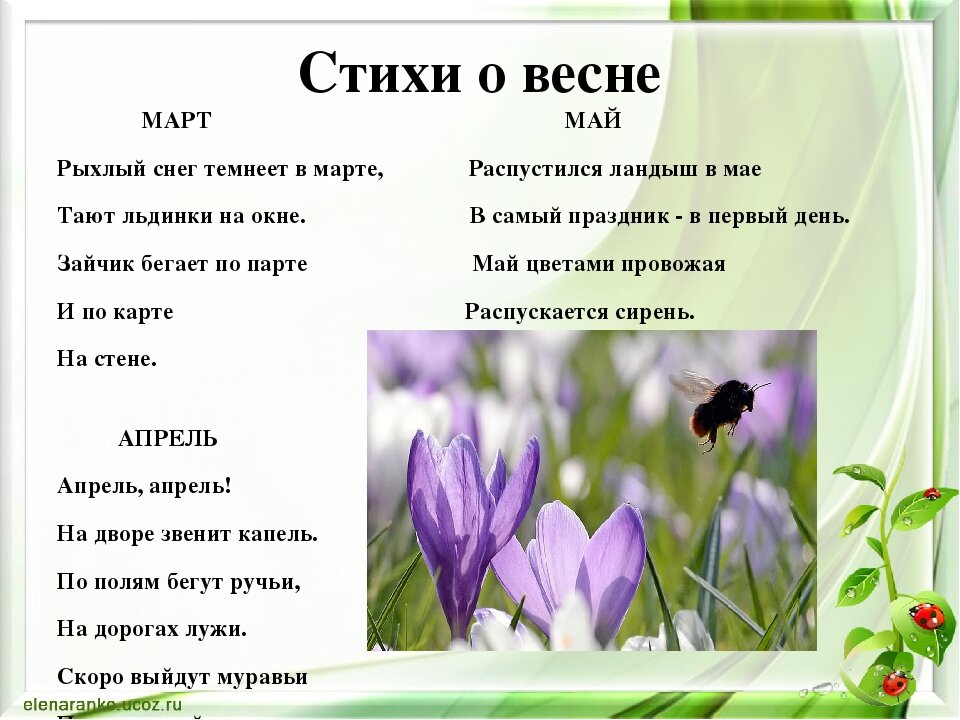 Стихи о весне
МАРТ
Рыхлый снег темнеет в марте,
Тают льдинки на окне.
Зайчик бегает по парте
И по карте
На стене.
АПРЕЛЬ
Апрель, апрель!
На дворе звенит капель.
По полям бегут ручьи,
На дорогах лужи.
Скоро выйдут муравьи
МАЙ
Распустился ландыш в мае
В самый праздник - в первый день.
Май цветами провожая
Распускается сирень.
elenaranko.ucoz.ru